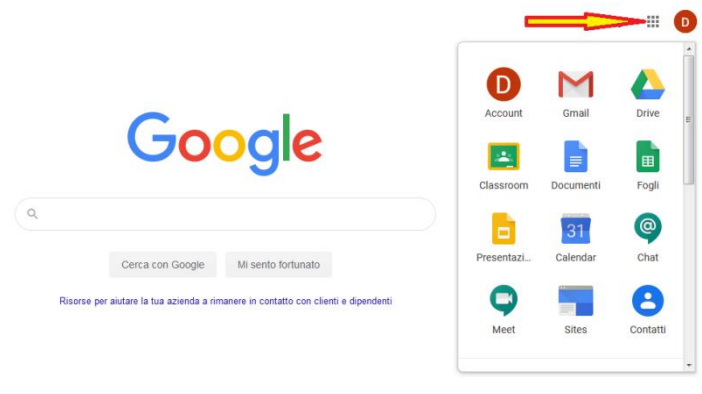 D
D
Account
Gmail
Drive
Google
Classroom
Documenti
Fogli
31
@
Presentazi...
Calendar
Chat
Cerca con Google
Mi sento fortunato
Risorse per aiutare la tua azienda a rimanere in contatto con clienti e dipendenti
Meet
Sites
Contatti